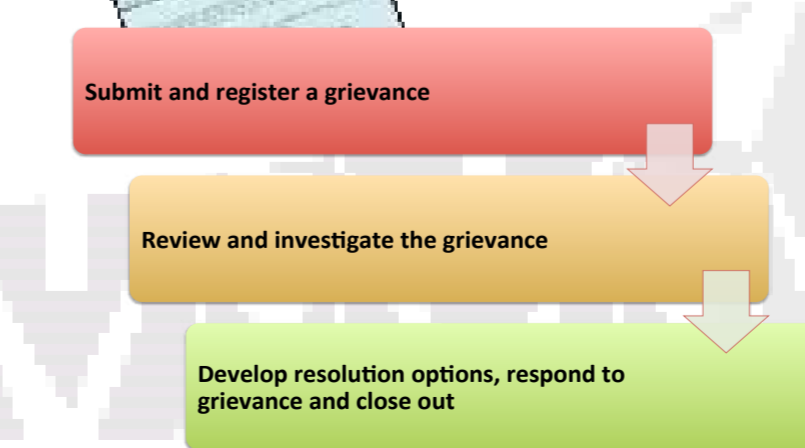 Submit and register a grievance
Review and investigate the grievance
Develop resolution options, respond to
grievance and close out